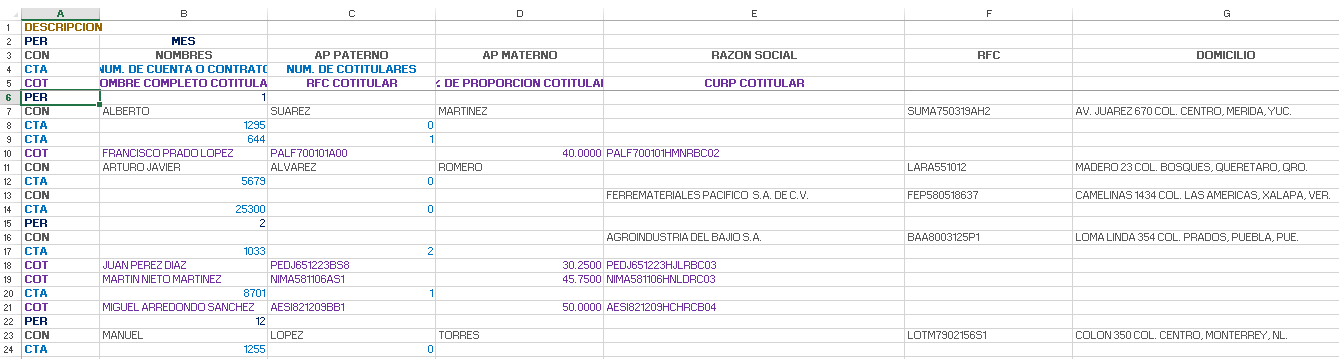 A B C D E F G
1 DESCRIPCION
2 PER MES
3 CON NOMBRES AP PATERNO AP MATERNO RAZON SOCIAL RFC DOMICILIO
4 CTA NUM. DE CUENTA O CONTRATO NUM. DE COTITULARES
5 COT OMBRE COMPLETO COTITULA RFC COTITULAR % DE PROPORCION COTITULAR CURP COTITULAR
6 PER 1
7 CON ALBERTO SUAREZ MARTINEZ SUMA750319AH2 AV. JUAREZ 670 COL. CENTRO, MERIDA, YUC.
8 CTA 1295 0
9 CTA 644 1
10 COT FRANCISCO PRADO LOPEZ PALF700101A00 40.0000 PALF700101HMNRBC02
11 CON ARTURO JAVIER ALVAREZ ROMERO LARA551012 MADERO 23 COL. BOSQUES, QUERETARO, QRO.
12 CTA 5679 0
13 CON FERREMATERIALES PACIFICO S.A. DE C.V. FEP580518637 CAMELINAS 1434 COL. LAS AMERICAS, XALAPA, VER.
14 CTA 25300 0
15 PER 2
16 CON AGROINDUSTRIA DEL BAJIO S.A. BAA8003125P1 LOMA LINDA 354 COL. PRADOS, PUEBLA, PUE.
17 CTA 1033 2
18 COT JUAN PEREZ DIAZ PEDJ651223BS8 30.2500 PEDJ651223HJLRBC03
19 COT MARTIN NIETO MARTINEZ NIMA581106AS1 45.7500 NIMA581106HNLDRC03
20 CTA 8701 1
21 COT MIGUEL ARREDONDO SANCHEZ AESI821209BB1 50.0000 AESI821209HCHRCB04
22 PER 12
23 CON MANUEL LOPEZ TORRES LOTM7902156S1 COLON 350 COL. CENTRO, MONTERREY, NL.
24 CTA 1255 0